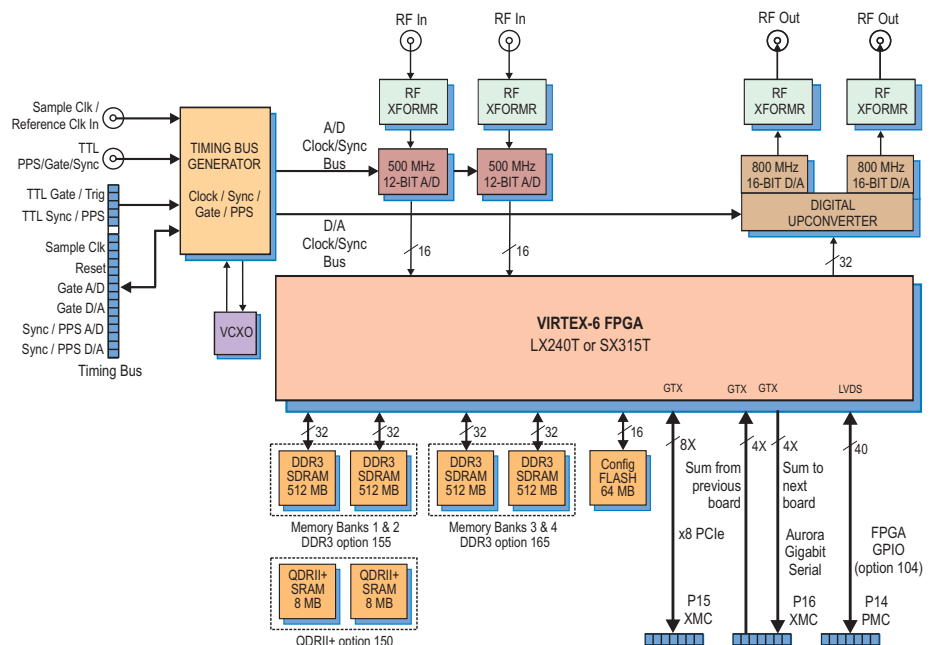 RF In
RF In
RF Out
RF Out
Sample Clk /
Reference Clk In
TTL
PPS/Gate/Sync
TTL Gate / Trig
TTL Sync / PPS
Sample Clk
Reset
Gate A/D
Gate D/A
Sync / PPS A/D
Sync / PPS D/A
Timing Bus
TIMING BUS
GENERATOR
Clock / Sync /
Gate / PPS
VCXO
A/D
Clock/Sync
Bus
D/A
Clock/Sync
Bus
RF
XFORMR
RF
XFORMR
500 MHz
12-BIT A/D
500 MHz
12-BIT A/D
16
16
RF
XFORMR
RF
XFORMR
800 MHz
16-BIT D/A
800 MHz
16-BIT D/A
DIGITAL
UPCONVERTER
32
VIRTEX-6 FPGA
LX240T or SX315T
GTX
GTX
GTX
LVDS
32
32
32
32
16
8X
4X
4X
40
DDR3
SDRAM
512 MB
DDR3
SDRAM
512 MB
Memory Banks 1 & 2
DDR3 option 155
DDR3
SDRAM
512 MB
DDR3
SDRAM
512 MB
Memory Banks 3 & 4
DDR3 option 165
Config
FLASH
64 MB
QDRII+
SRAM
8 MB
QDRII+
SRAM
8 MB
QDRII+ option 150
x8 PCIe
Sum from
previous
board
Sum to
next
board
Aurora
Gigabit
Serial
FPGA
GPIO
(option 104)
P15
XMC
P16
XMC
P14
PMC